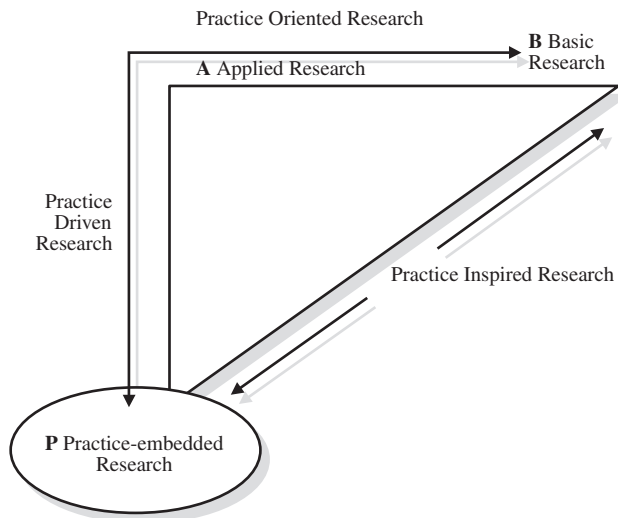 Practice Oriented Research
B Basic
Research
A Applied Research
Practice
Driven
Research
Practice Inspired Research
P Practice-embedded
Research